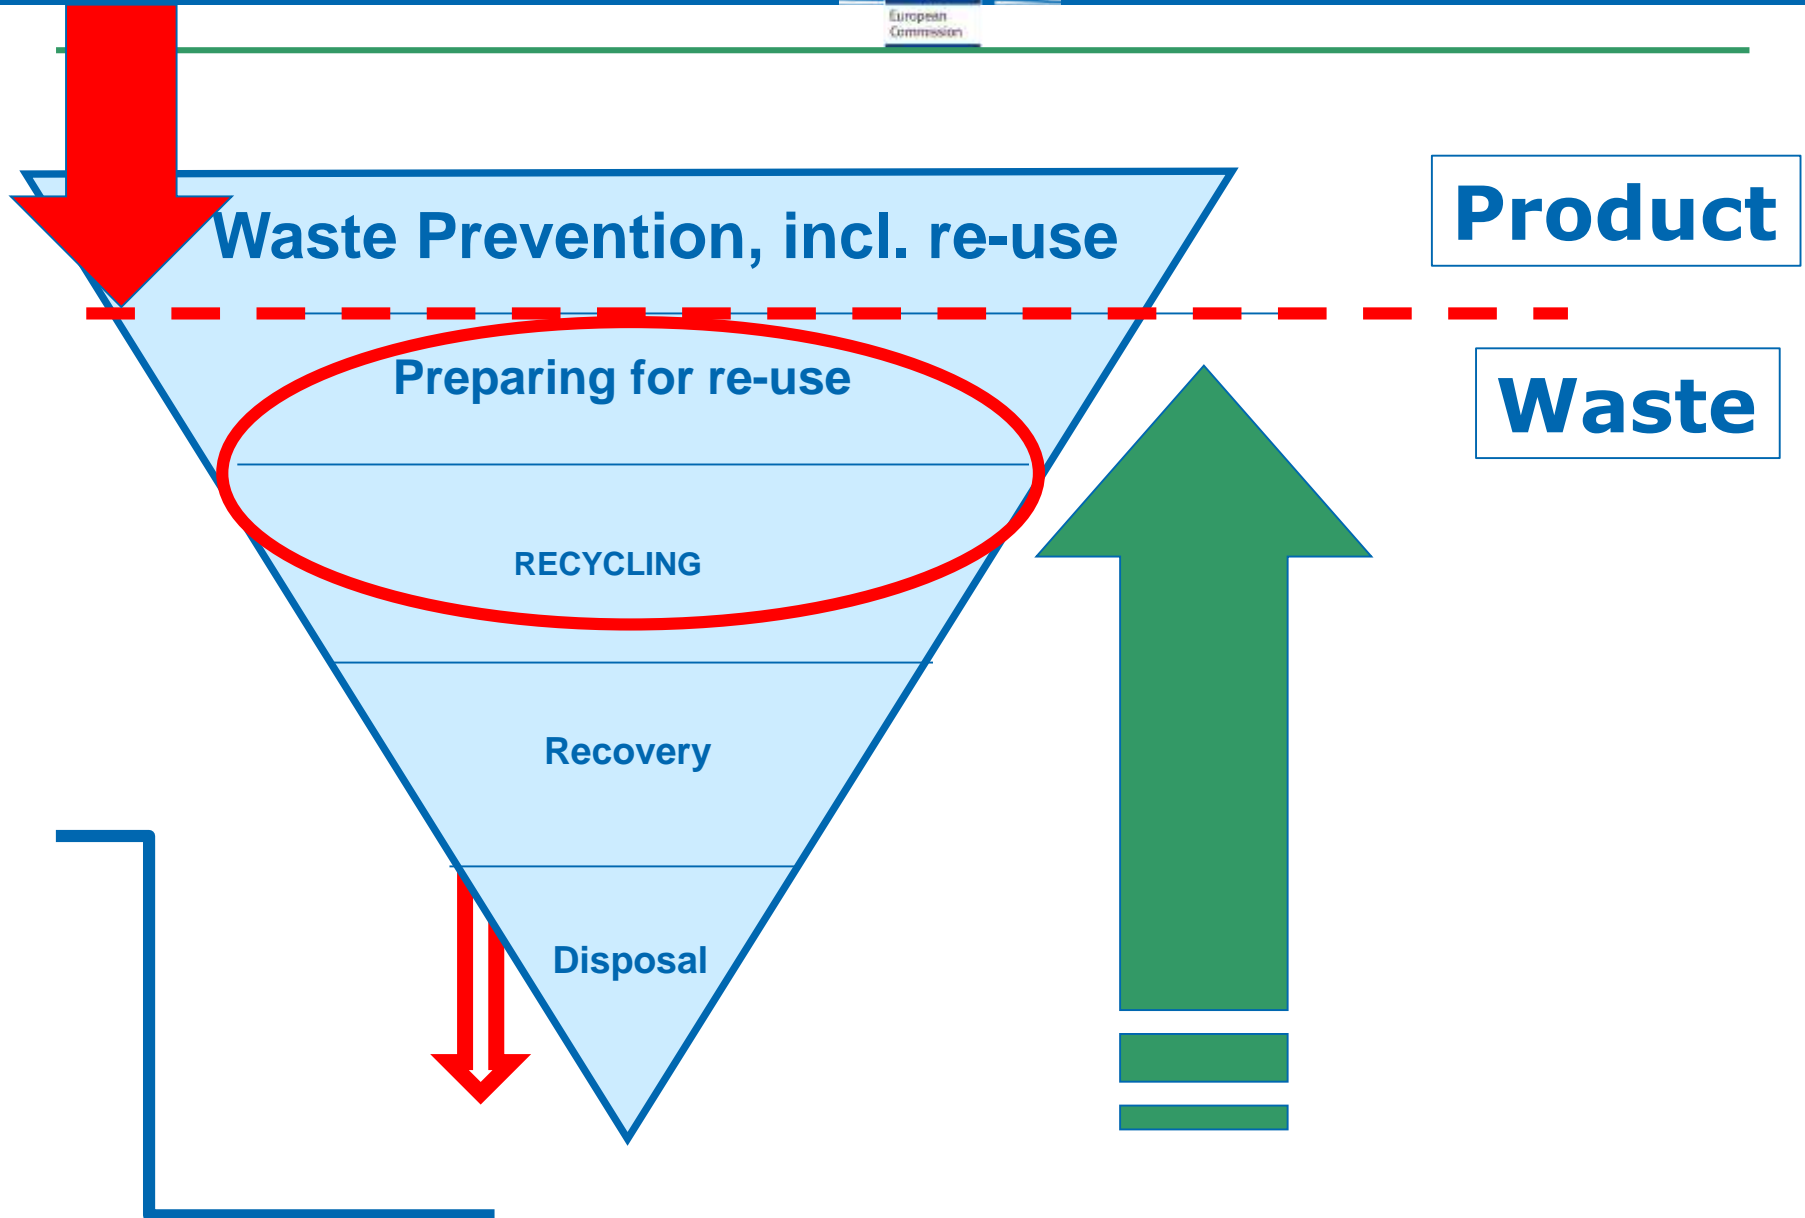 European
Commission
Waste Prevention, incl. re-use
Product
Preparing for re-use
Waste
RECYCLING
Recovery
Disposal